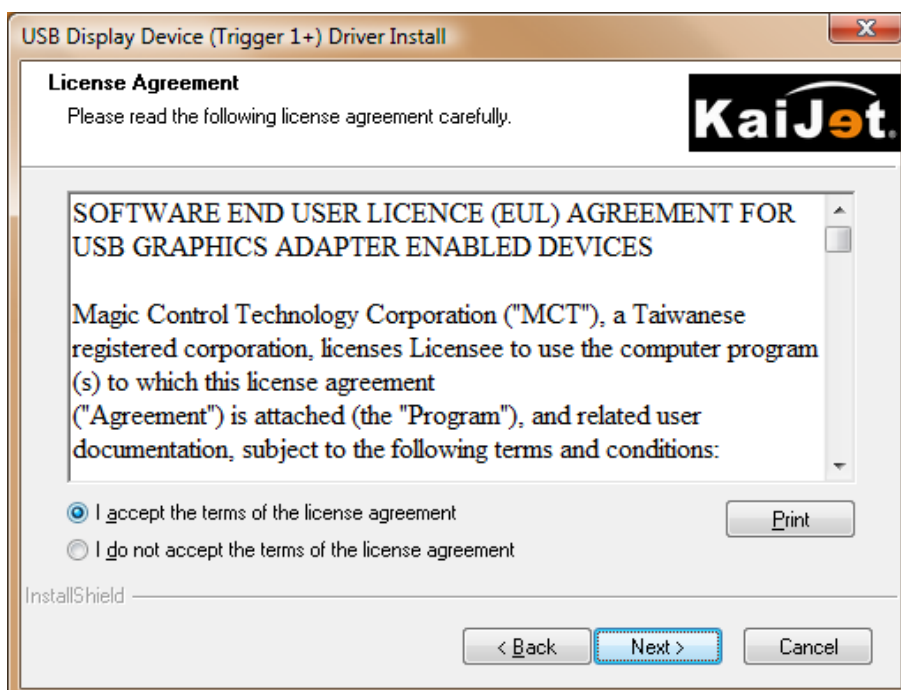 USB Display Device (Trigger 1+) Driver Install
License Agreement
Please read the following license agreement carefully.
KaiJet®
SOFTWARE END USER LICENCE (EUL) AGREEMENT FOR
USB GRAPHICS ADAPTER ENABLED DEVICES
Magic Control Technology Corporation ("MCT"), a Taiwanese
registered corporation, licenses Licensee to use the computer program
(s) to which this license agreement
("Agreement") is attached (the "Program"), and related user
documentation, subject to the following terms and conditions:
I accept the terms of the license agreement
Print
I do not accept the terms of the license agreement
InstallShield
< Back
Next >
Cancel